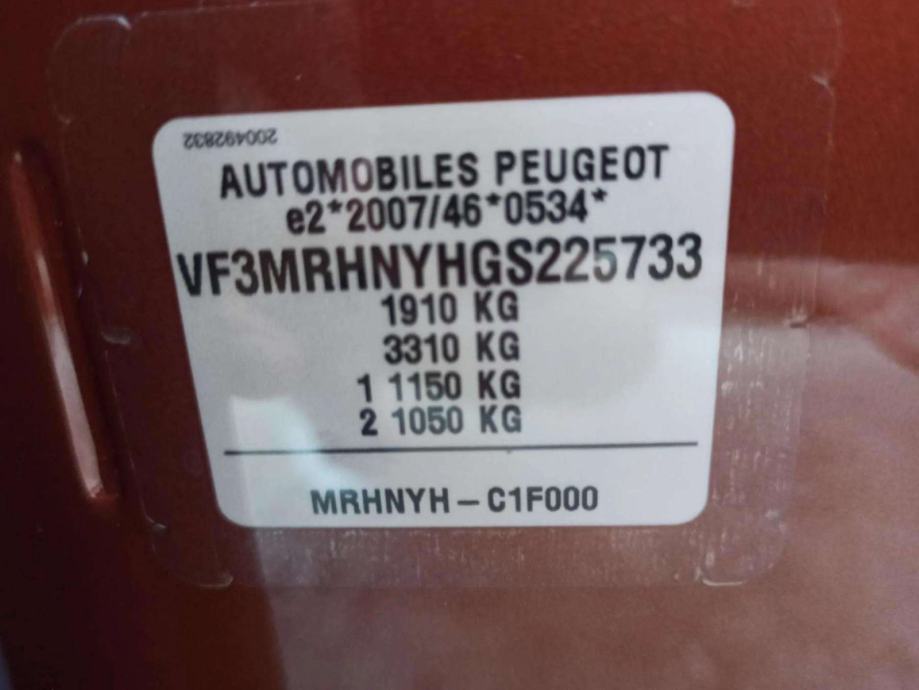 200492832
AUTOMOBILES PEUGEOT
e2*2007/46*0534*
VF3MRHNYHGS225733
1910 KG
3310 KG
1 1150 KG
2 1050 KG
MRHNYH – C1F000